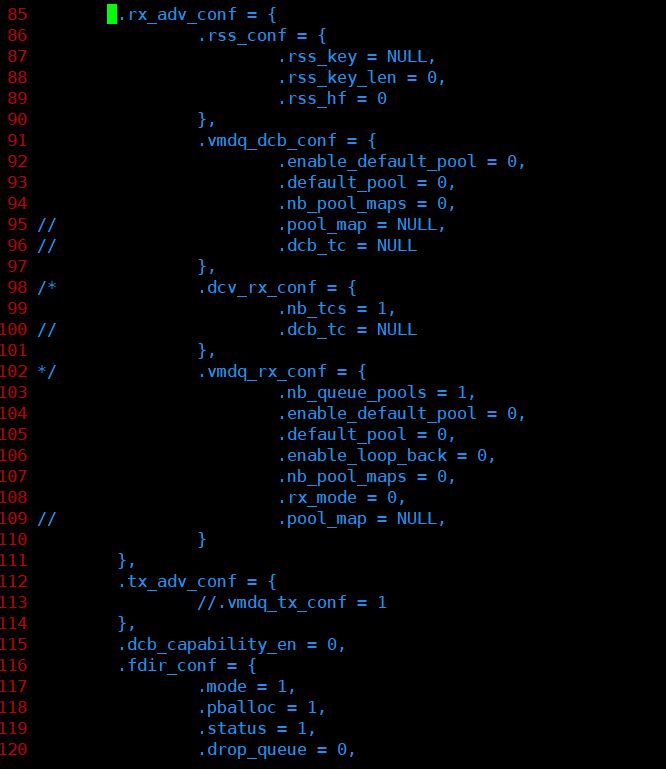 85 .rx_adv_conf = {
86 .rss_conf = {
87 .rss_key = NULL,
88 .rss_key_len = 0,
89 .rss_hf = 0
90 },
91 .vmdq_dcb_conf = {
92 .enable_default_pool = 0,
93 .default_pool = 0,
94 .nb_pool_maps = 0,
95 // .pool_map = NULL,
96 // .dcb_tc = NULL
97 },
98 /* .dcv_rx_conf = {
99 .nb_tcs = 1,
100 // .dcb_tc = NULL
101 },
102 */ .vmdq_rx_conf = {
103 .nb_queue_pools = 1,
104 .enable_default_pool = 0,
105 .default_pool = 0,
106 .enable_loop_back = 0,
107 .nb_pool_maps = 0,
108 .rx_mode = 0,
109 // .pool_map = NULL,
110 }
111 },
112 .tx_adv_conf = {
113 //.vmdq_tx_conf = 1
114 },
115 .dcb_capability_en = 0,
116 .fdir_conf = {
117 .mode = 1,
118 .pballoc = 1,
119 .status = 1,
120 .drop_queue = 0,